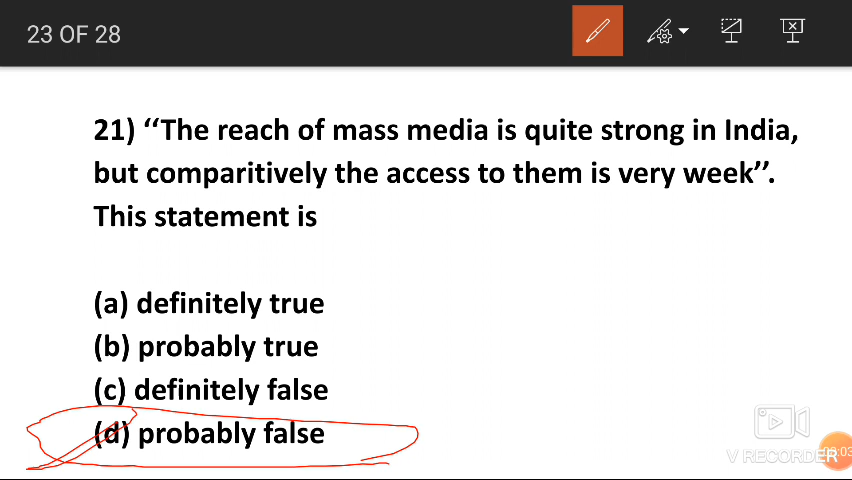 23 OF 28
21) ‘‘The reach of mass media is quite strong in India,
but comparitively the access to them is very week’’.
This statement is
(a) definitely true
(b) probably true
(c) definitely false
(d) probably false
V RECORDER